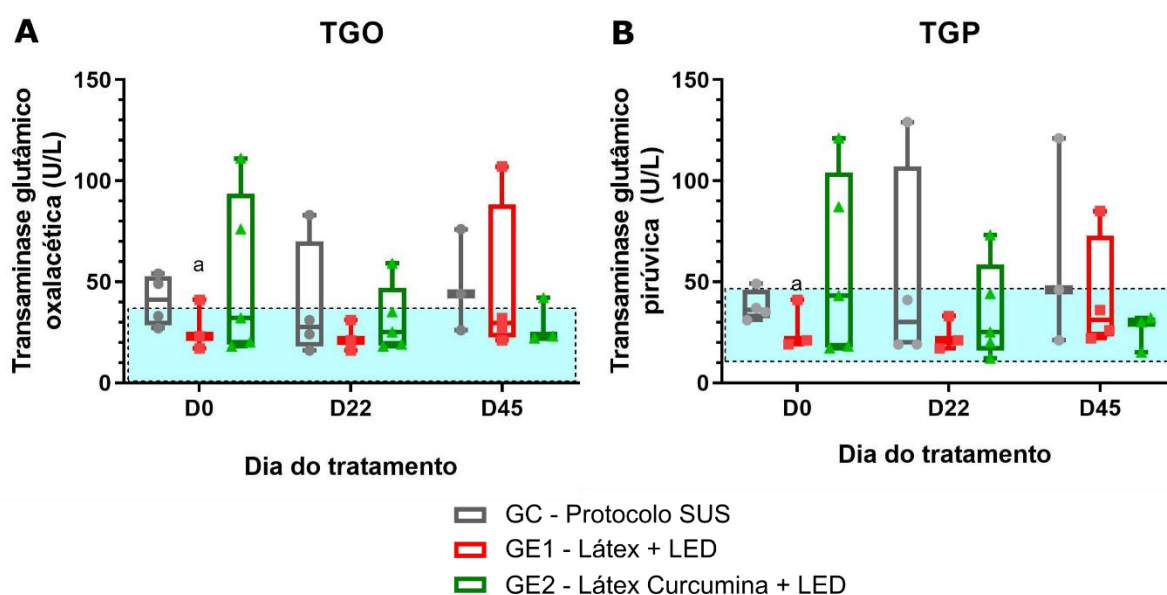 A
TGO
Transaminase glutâmico
oxalacética (U/L)
150
100
50
0
a
D0
D22
D45
Dia do tratamento
B
TGP
Transaminase glutâmico
pirúvica (U/L)
150
100
50
0
a
D0
D22
D45
Dia do tratamento
GC - Protocolo SUS
GE1 - Látex + LED
GE2 - Látex Curcumina + LED